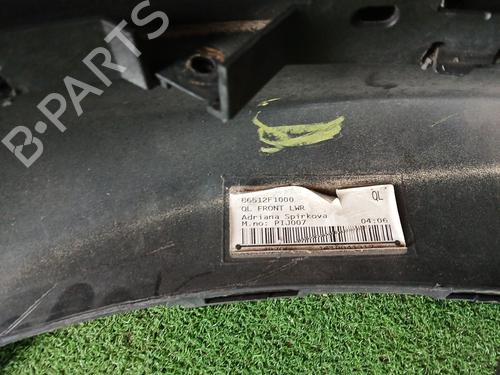 B-PARTS
86512F1000
QL
QL FRONT LWR
Adriana Spirkova
M.no: PIJ007 04:06